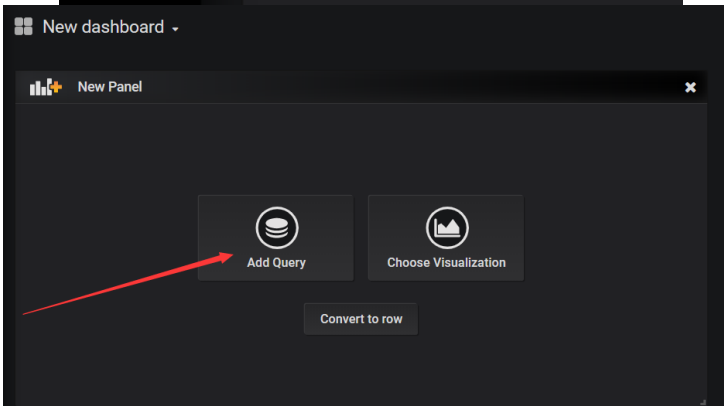 New dashboard
New Panel
Add Query
Choose Visualization
Convert to row